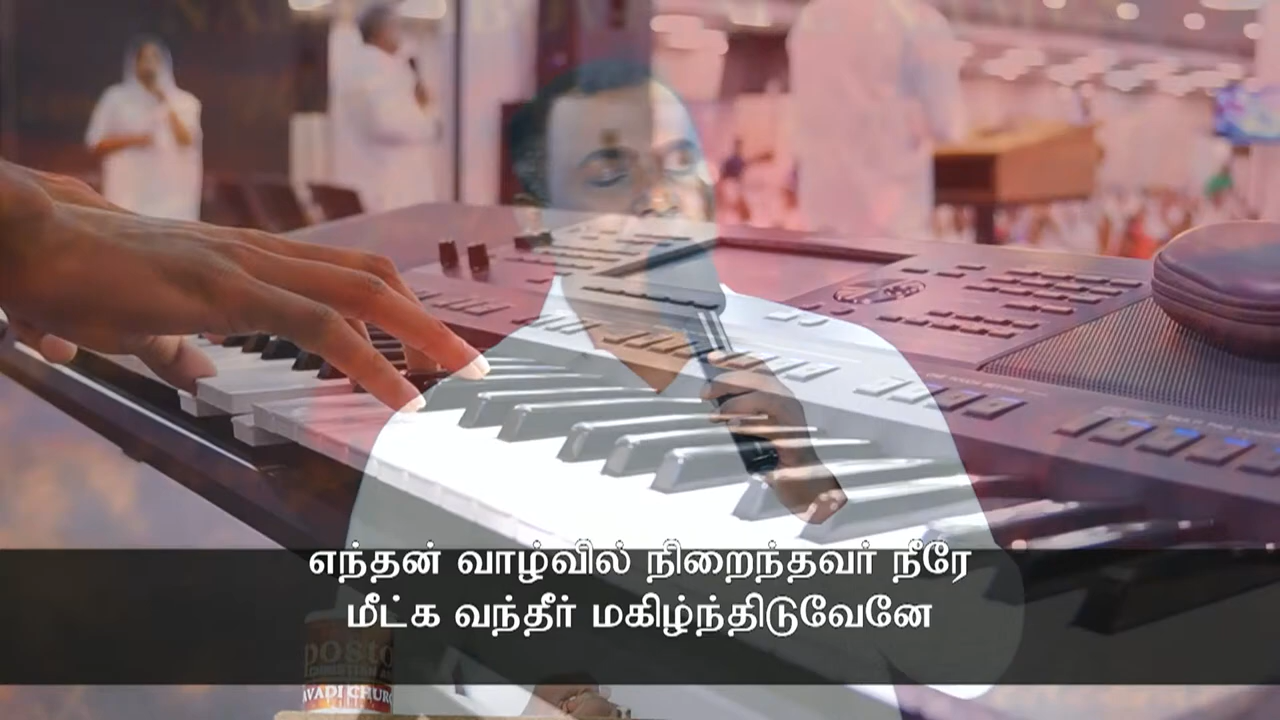 எந்தன் வாழ்வில் நிறைந்தவர் நீரே
மீட்க வந்தீர் மகிழ்ந்திடுவேனே